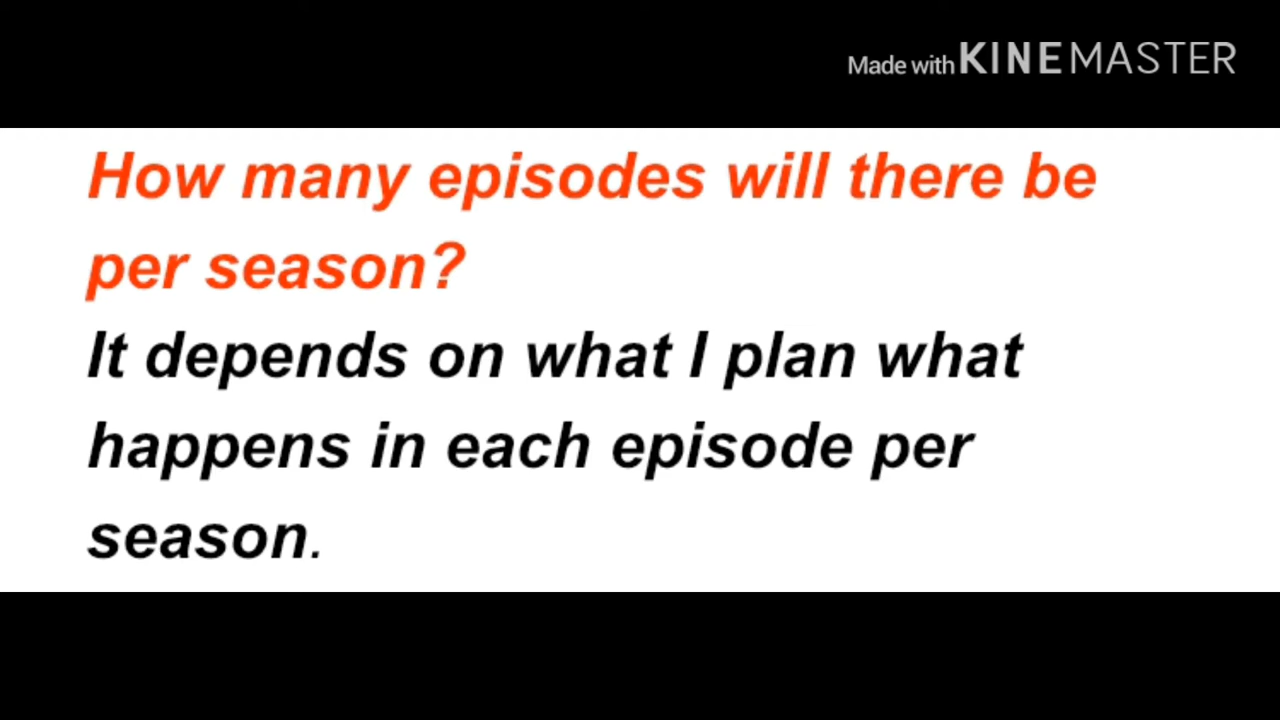 Made with KINEMASTER
How many episodes will there be
per season?
It depends on what I plan what
happens in each episode per
season.